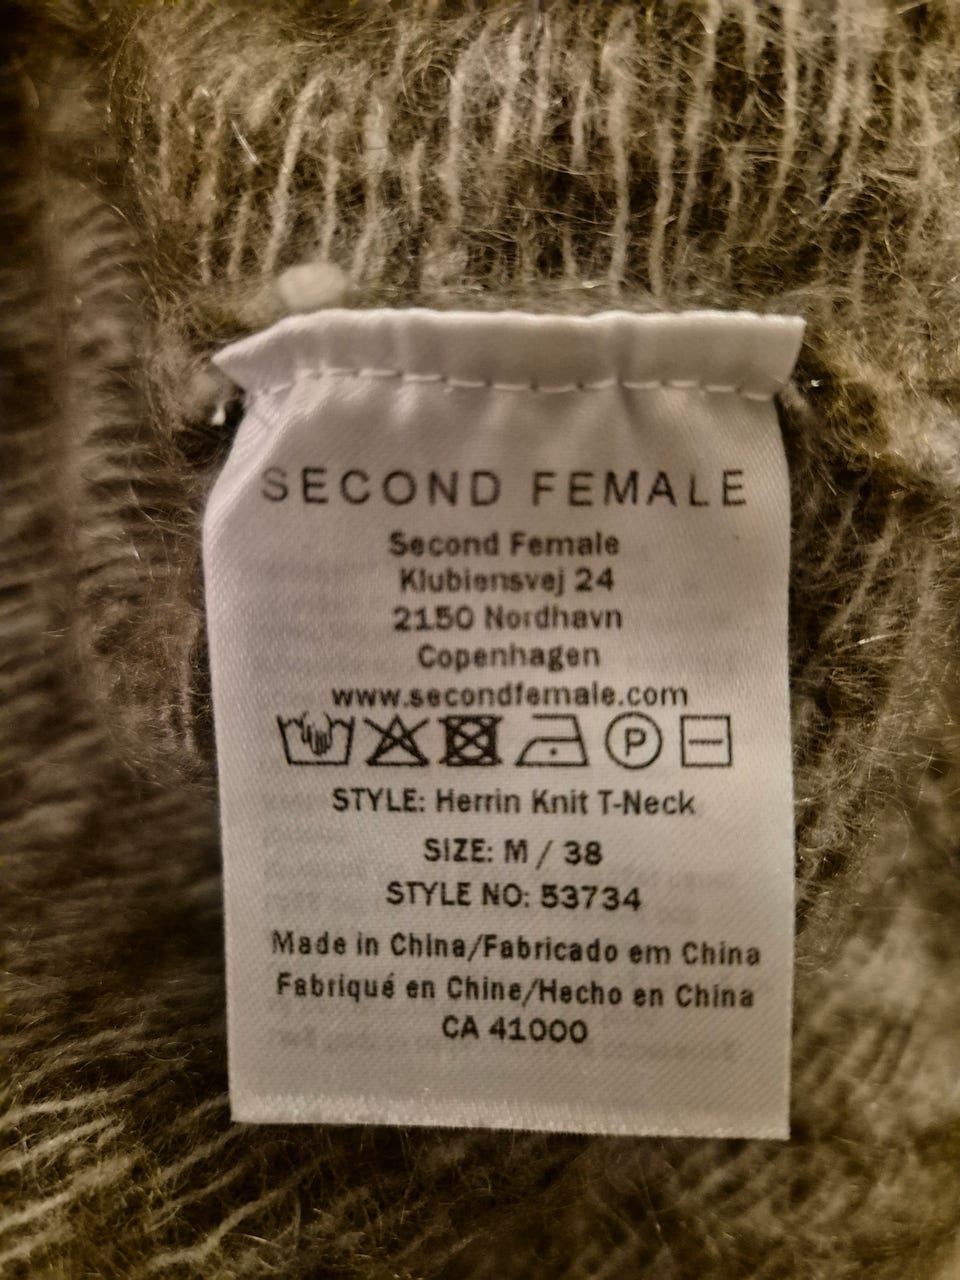 SECOND FEMALE
Second Female
Klubiensvej 24
2150 Nordhavn
Copenhagen
www.secondfemale.com
P
STYLE: Herrin Knit T-Neck
SIZE: M / 38
STYLE NO: 53734
Made in China/Fabricado em China
Fabriqué en Chine/Hecho en China
CA 41000